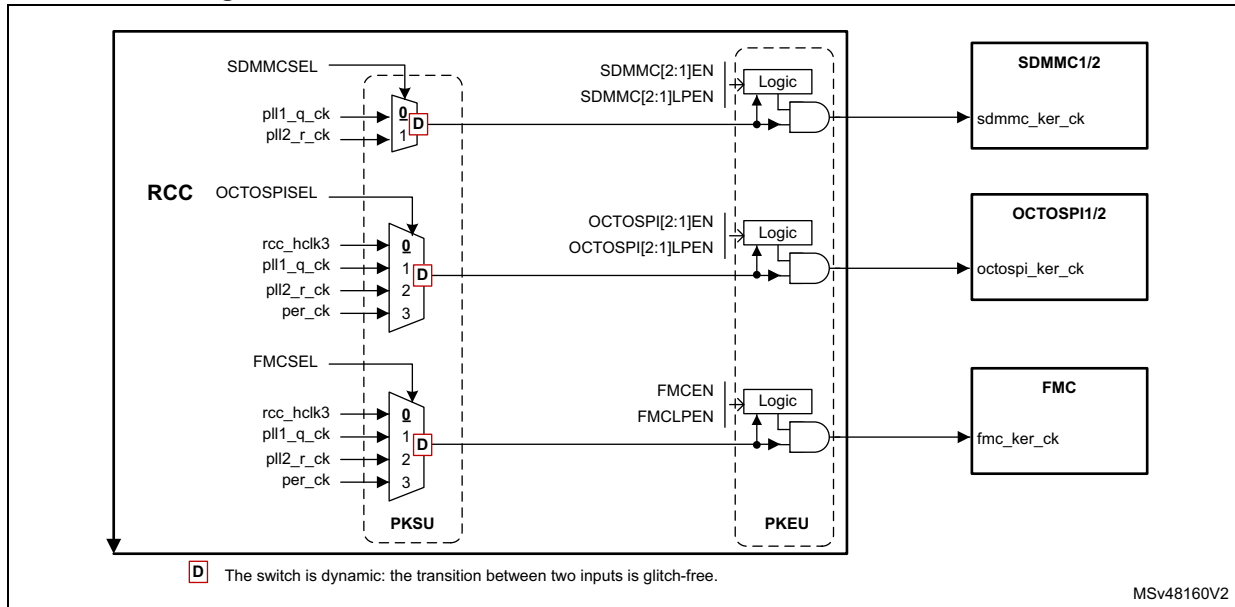 SDMMCSEL
pll1_q_ck
pll2_r_ck
0
1
D
SDMMC[2:1]EN
SDMMC[2:1]LPEN
Logic
SDMMC1/2
sdmmc_ker_ck
RCC
OCTOSPISEL
rcc_hclk3
pll1_q_ck
pll2_r_ck
per_ck
0
1
2
3
D
OCTOSPI[2:1]EN
OCTOSPI[2:1]LPEN
Logic
OCTOSPI1/2
octospi_ker_ck
FMCSEL
rcc_hclk3
pll1_q_ck
pll2_r_ck
per_ck
0
1
2
3
D
FMCEN
FMCLPEN
Logic
FMC
fmc_ker_ck
PKSU
PKEU
D The switch is dynamic: the transition between two inputs is glitch-free.
MSv48160V2